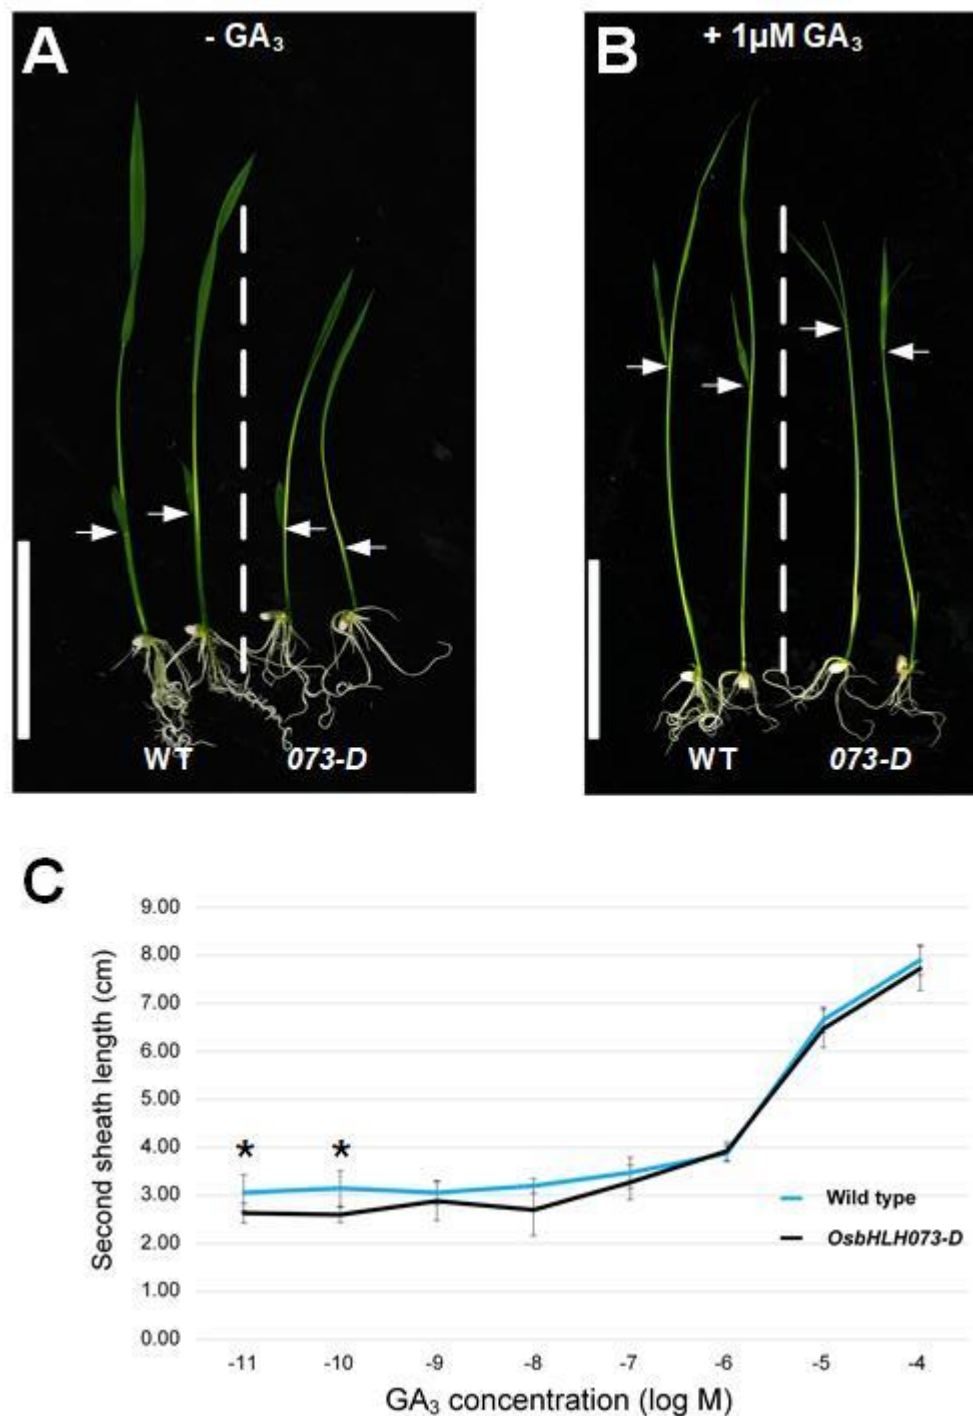 A
- GA₃
WT
073-D
B
+ 1µM GA₃
WT
073-D
C
Second sheath length (cm)
9.00
8.00
7.00
6.00
5.00
4.00
3.00
2.00
1.00
0.00
*
*
Wild type
OsbHLH073-D
-11 -10 -9 -8 -7 -6 -5 -4
GA₃ concentration (log M)